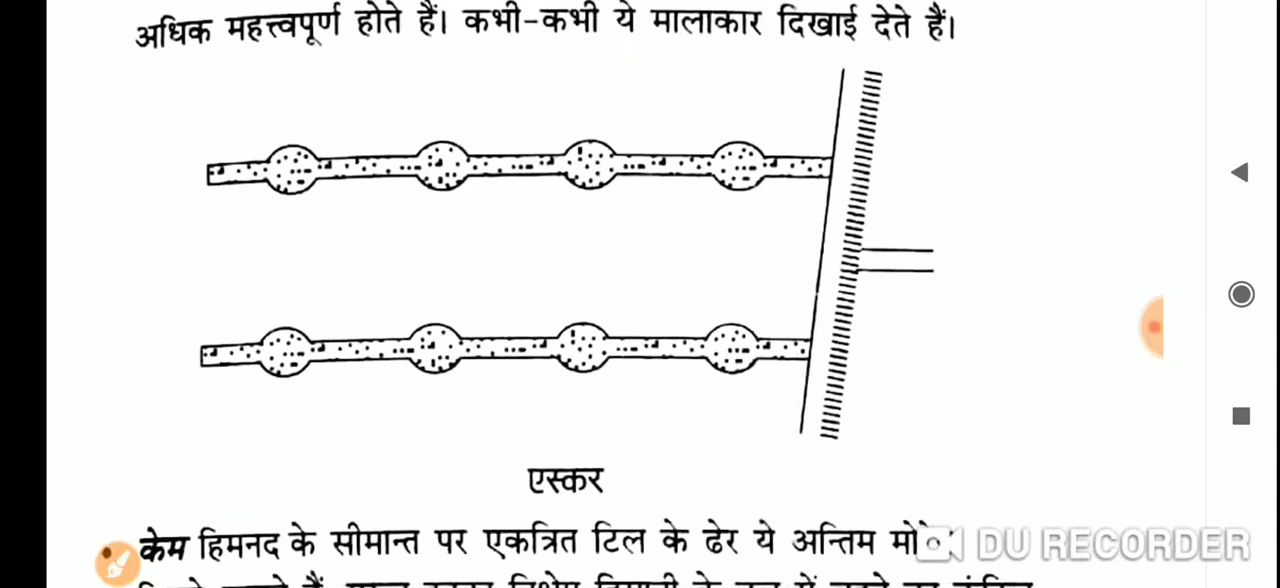 अधिक महत्त्वपूर्ण होते हैं। कभी-कभी ये मालाकार दिखाई देते हैं।
एस्कर
केम हिमनद के सीमान्त पर एकत्रित टिल के ढेर ये अन्तिम
DU RECORDER